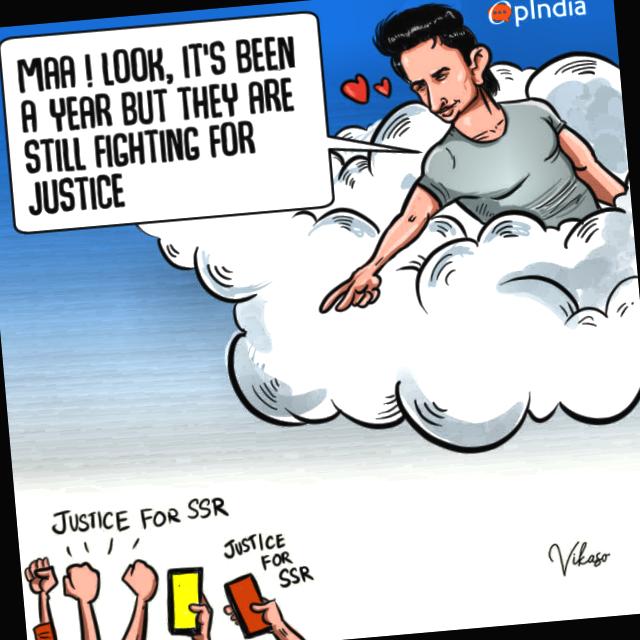 OpIndia
MAA ! LOOK, IT'S BEEN
A YEAR BUT THEY ARE
STILL FIGHTING FOR
JUSTICE
JUSTICE FOR SSR
JUSTICE
FOR
SSR
Vikaso